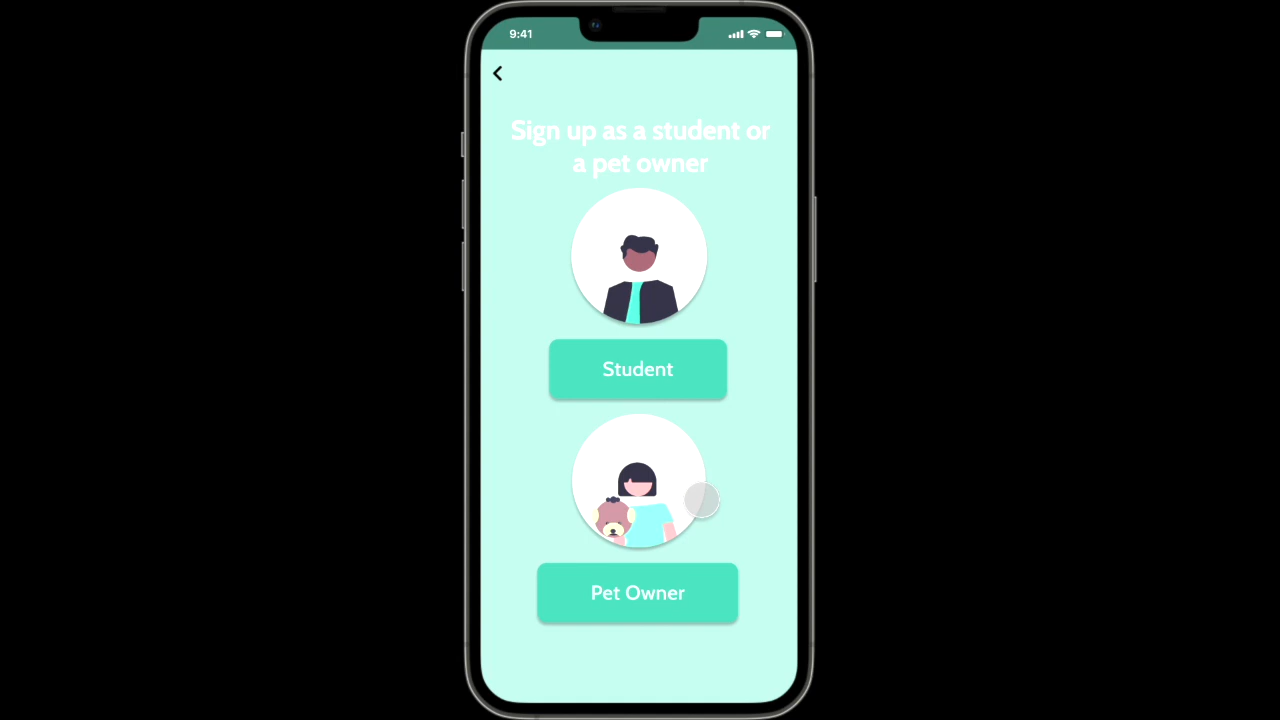 9:41
Sign up as a student or
a pet owner
Student
Pet Owner